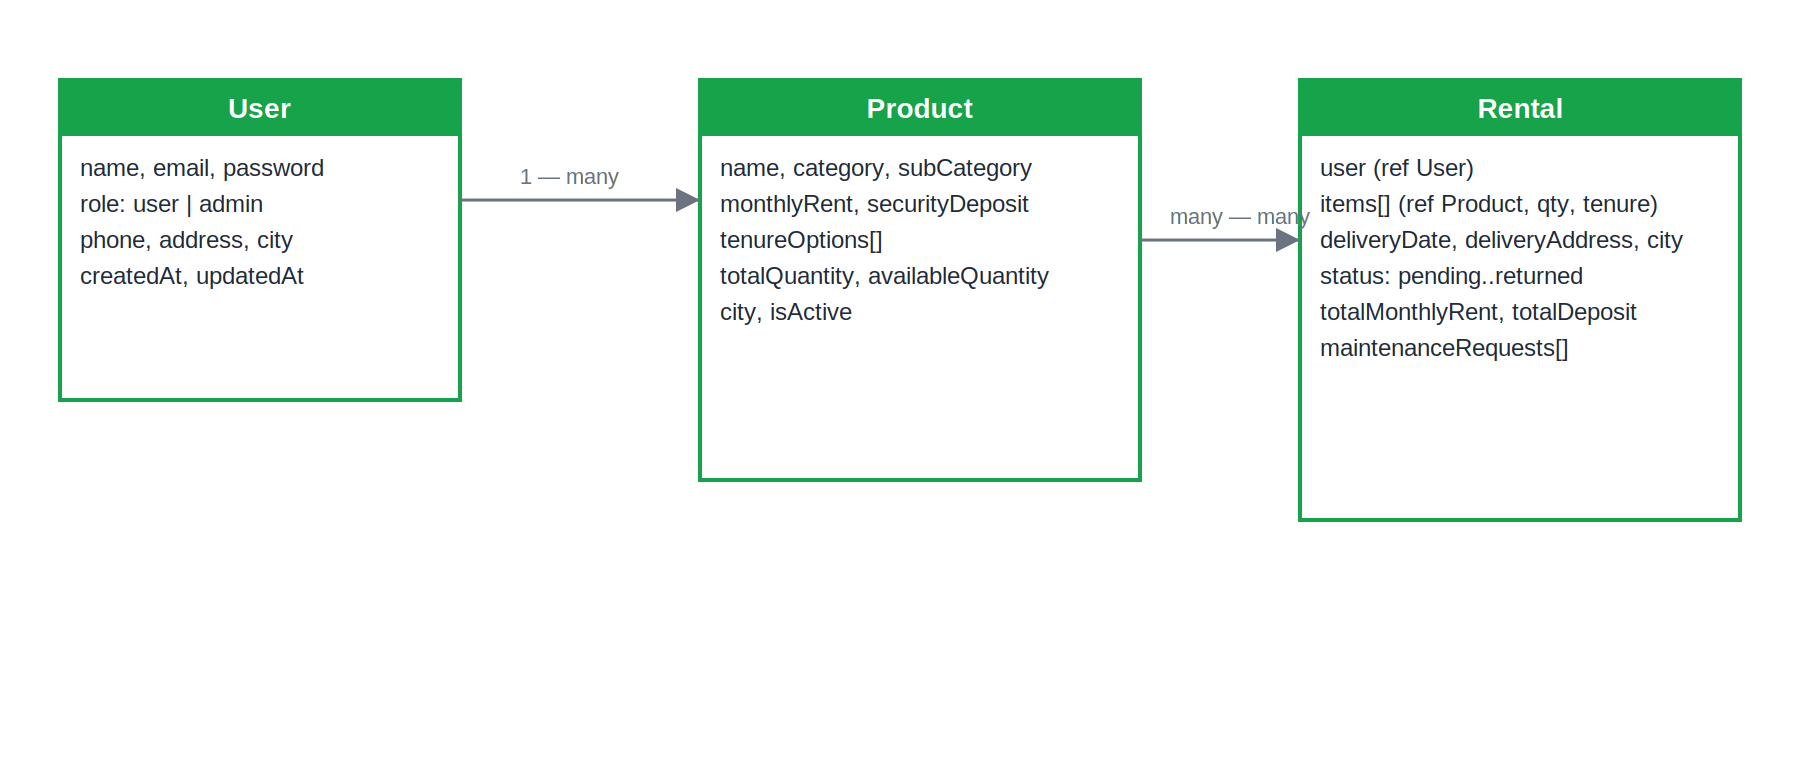 User
name, email, password
role: user | admin
phone, address, city
createdAt, updatedAt
1 — many
Product
name, category, subCategory
monthlyRent, securityDeposit
tenureOptions[]
totalQuantity, availableQuantity
city, isActive
many — many
Rental
user (ref User)
items[] (ref Product, qty, tenure)
deliveryDate, deliveryAddress, city
status: pending..returned
totalMonthlyRent, totalDeposit
maintenanceRequests[]